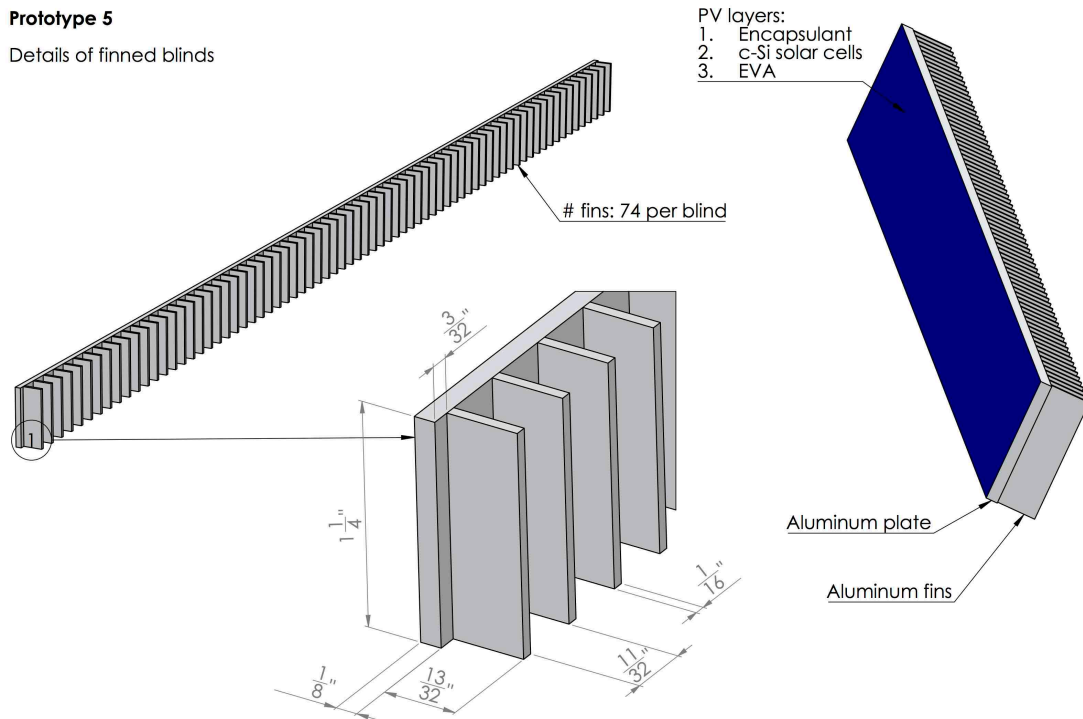 Prototype 5
Details of finned blinds
PV layers:
1. Encapsulant
2. c-Si solar cells
3. EVA
# fins: 74 per blind
3/32"
1
1 1/4"
1/16"
11/32"
13/32"
1/8"
Aluminum plate
Aluminum fins